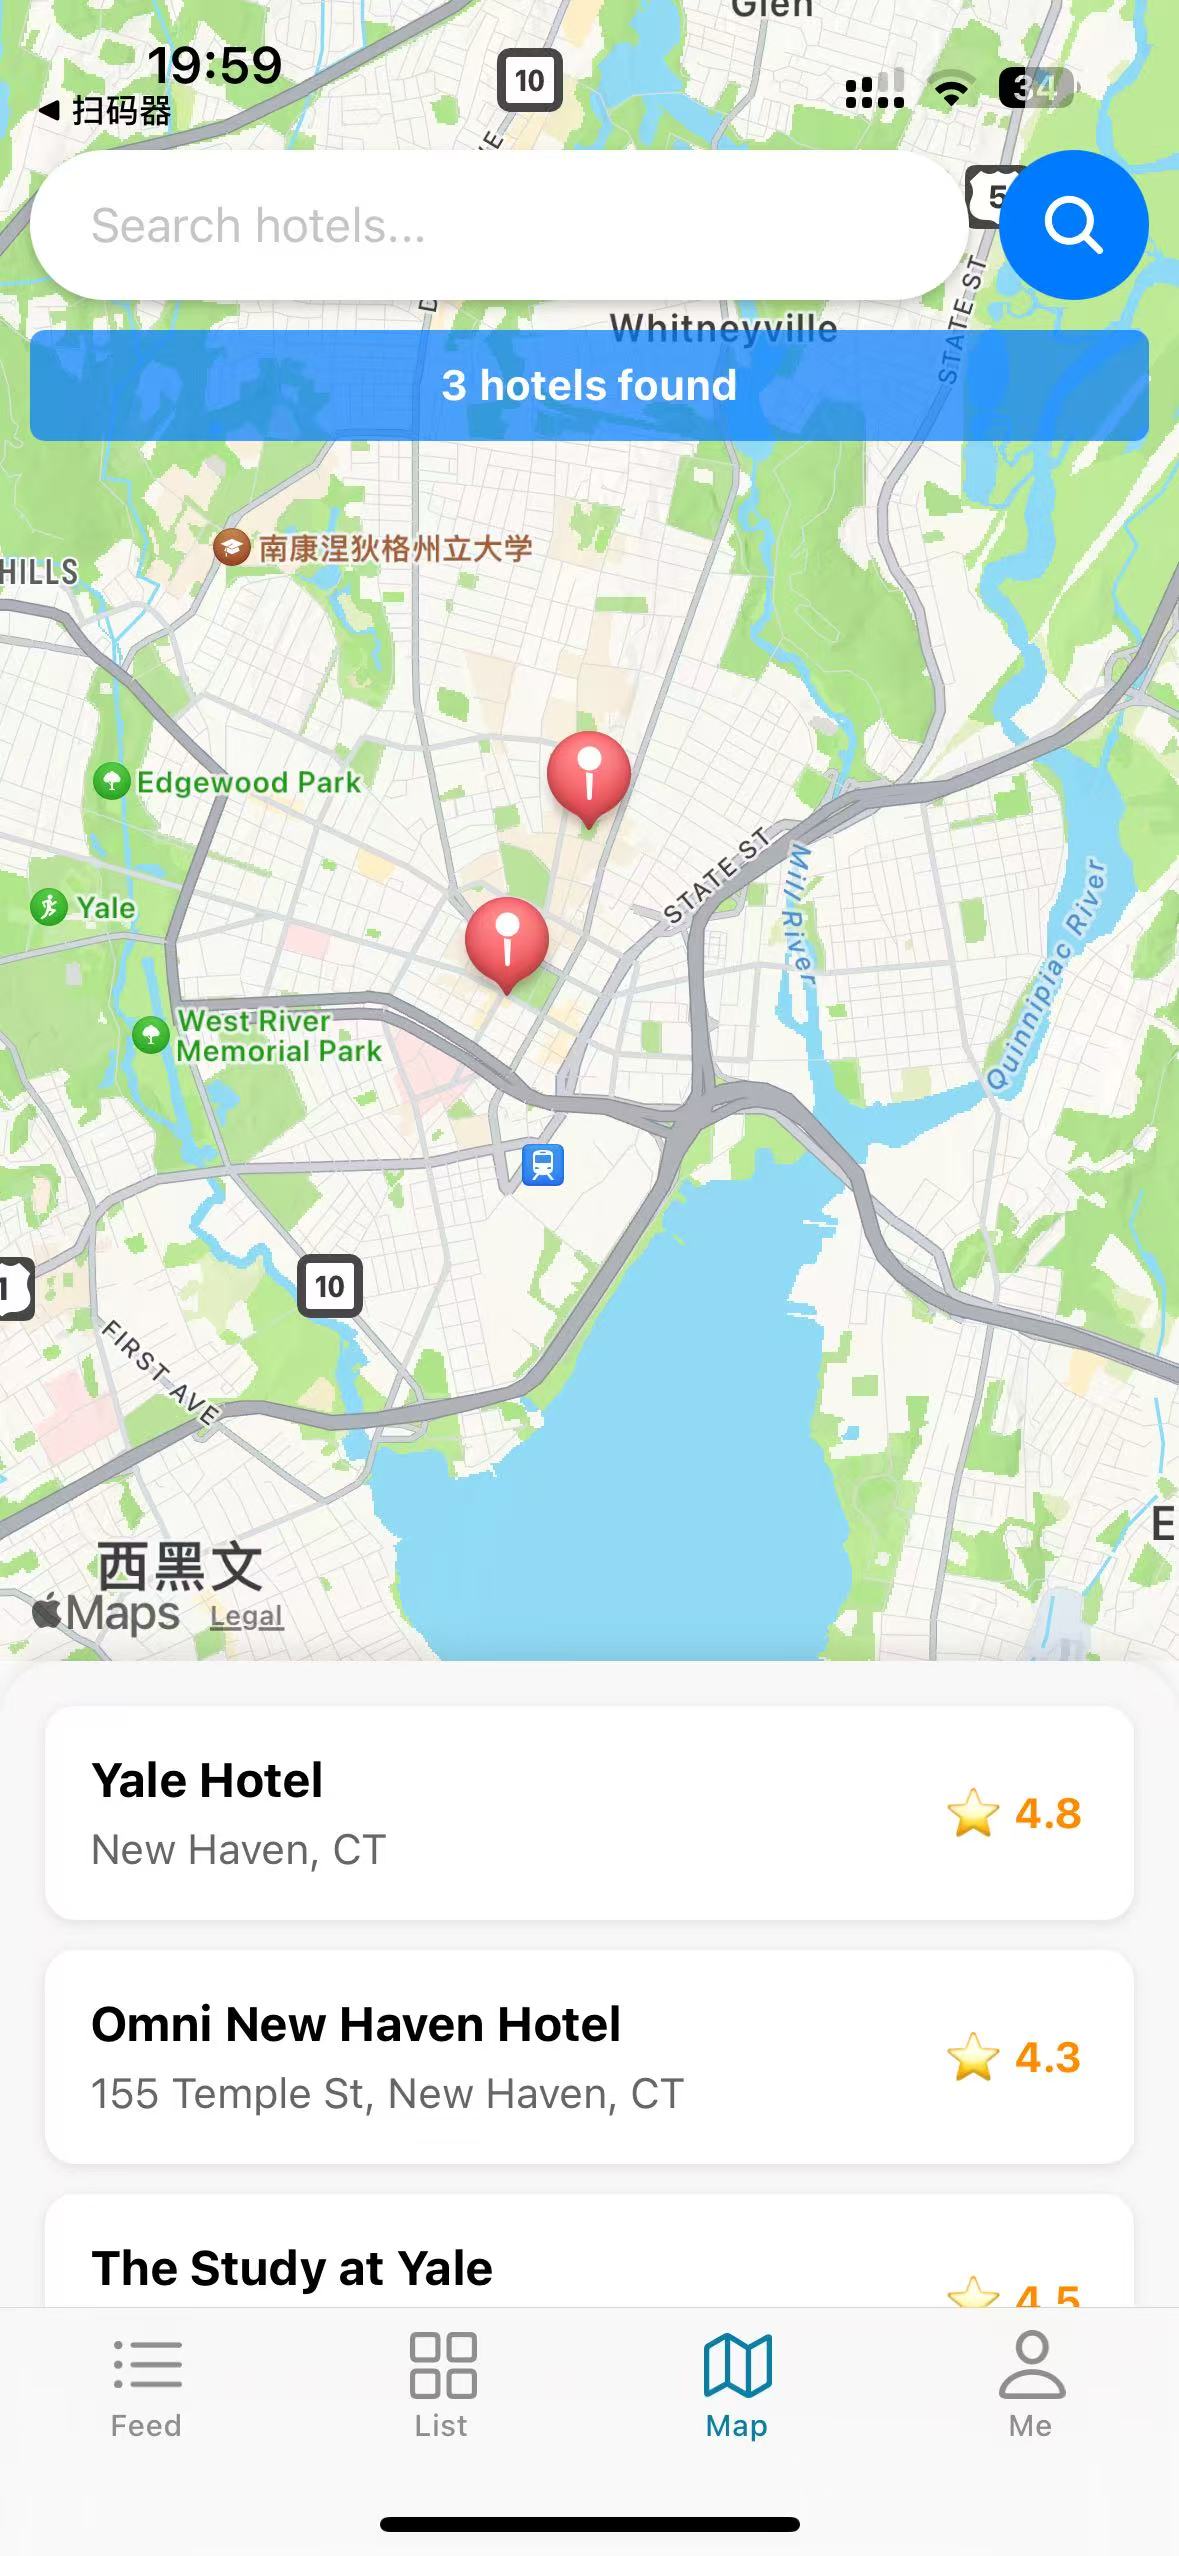 Glen
19:59
10
34
扫码器
Search hotels...
5
STATE ST
Whitneyville
3 hotels found
南康涅狄格州立大学
HILLS
Edgewood Park
STATE ST
Mill River
Yale
Quinnipiac River
West River
Memorial Park
10
1
FIRST AVE
E
西黑文
Maps Legal
Yale Hotel
4.8
New Haven, CT
Omni New Haven Hotel
4.3
155 Temple St, New Haven, CT
The Study at Yale
4.5
Feed
List
Map
Me